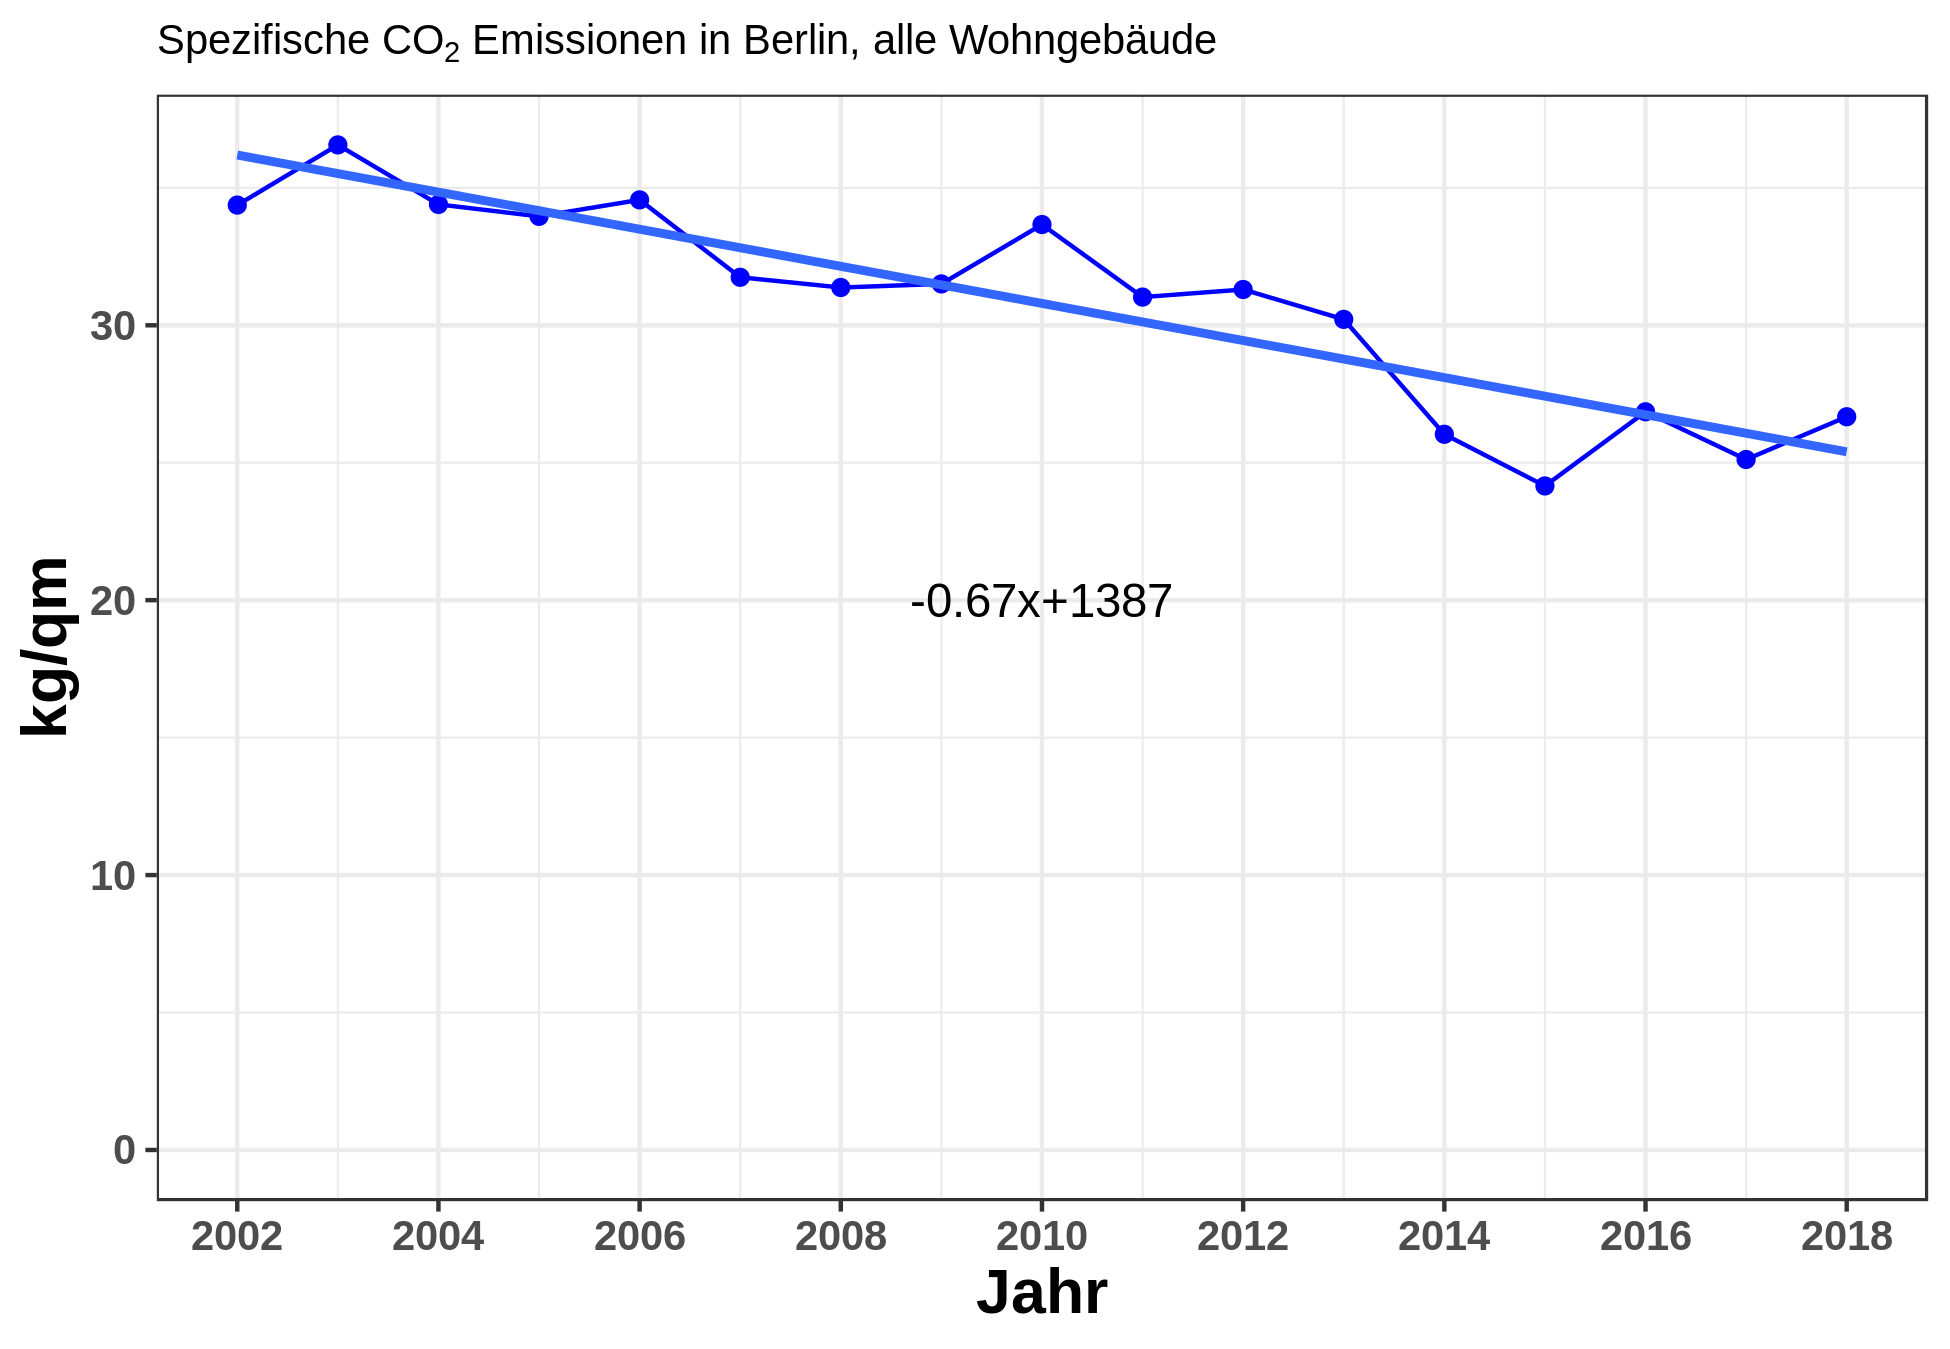 Spezifische CO₂ Emissionen in Berlin, alle Wohngebäude
kg/qm
30
20
10
0
-0.67x+1387
2002 2004 2006 2008 2010 2012 2014 2016 2018
Jahr